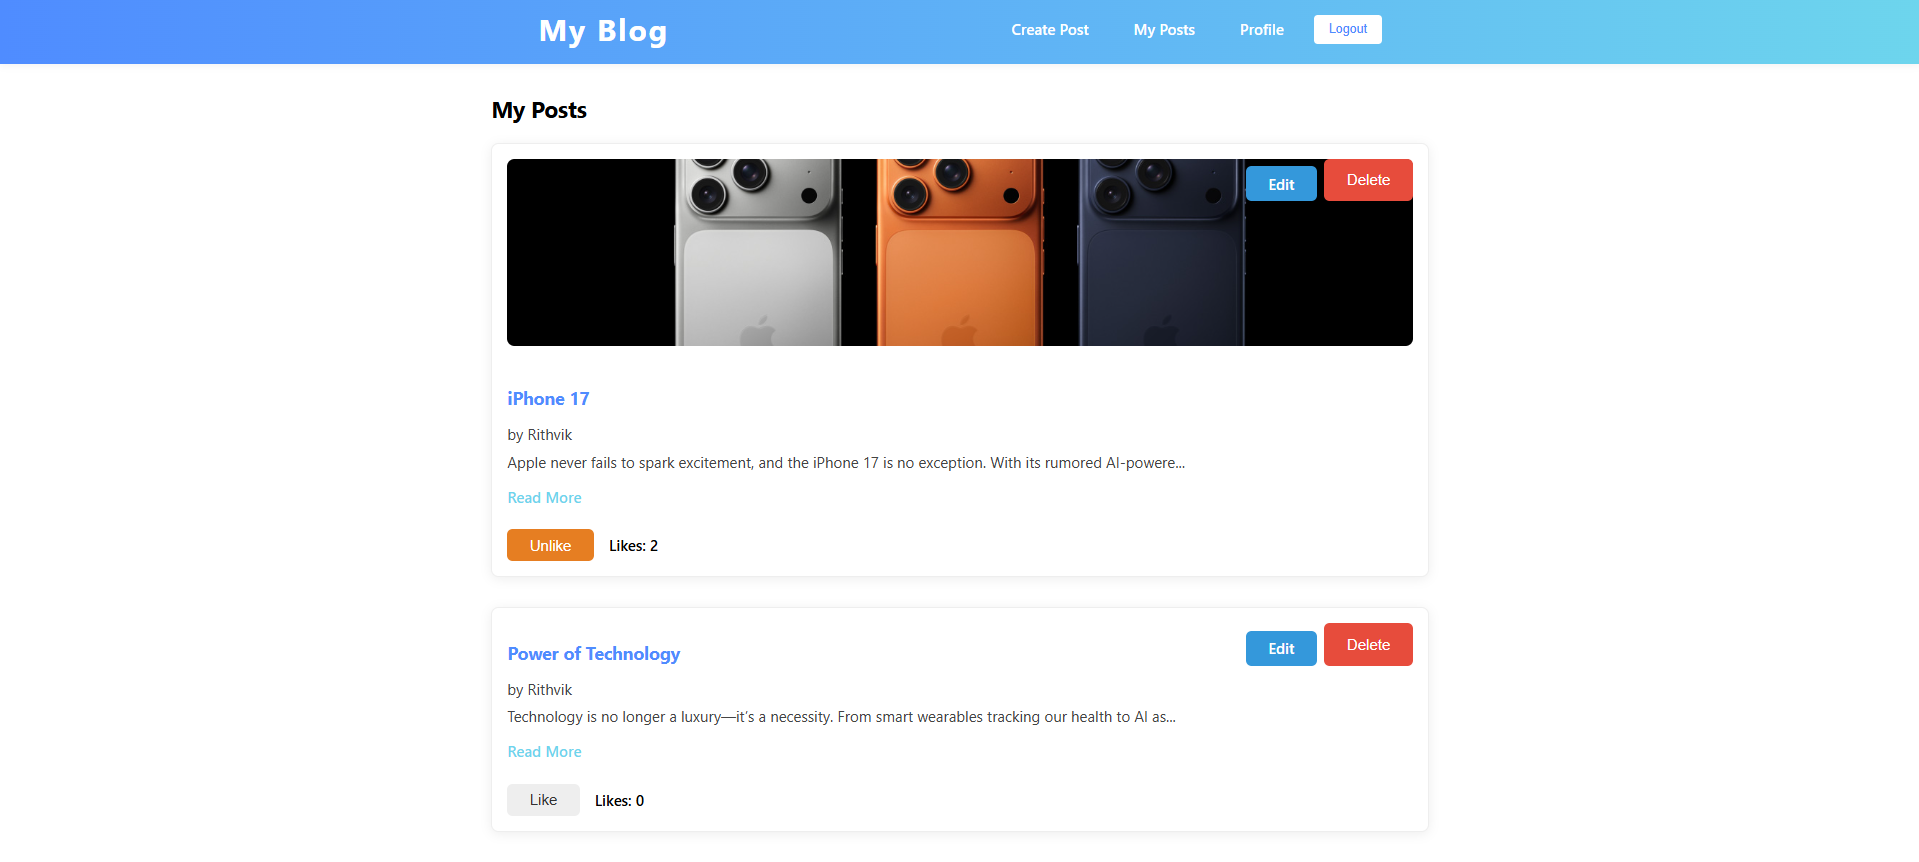 My Blog
Create Post
My Posts
Profile
Logout
My Posts
Edit
Delete
iPhone 17
by Rithvik
Apple never fails to spark excitement, and the iPhone 17 is no exception. With its rumored AI-powere...
Read More
Unlike
Likes: 2
Edit
Delete
Power of Technology
by Rithvik
Technology is no longer a luxury—it’s a necessity. From smart wearables tracking our health to AI as...
Read More
Like
Likes: 0